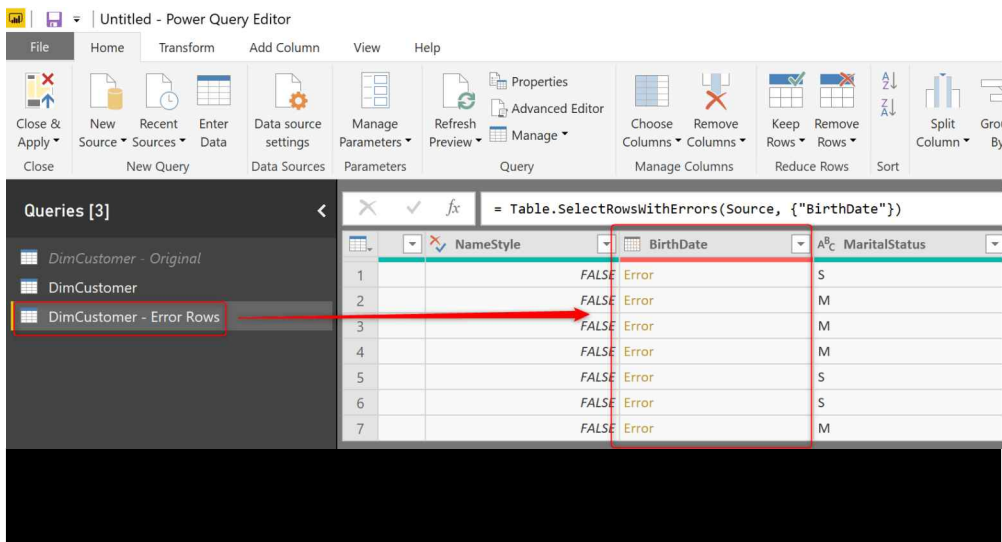 Untitled - Power Query Editor
File Home Transform Add Column View Help
Close & Apply
New Source
Recent Sources
Enter Data
Data source settings
Manage Parameters
Refresh Preview
Properties
Advanced Editor
Manage
Choose Columns
Remove Columns
Keep Rows
Remove Rows
Split Column
Close New Query Data Sources Parameters Query Manage Columns Reduce Rows Sort
Queries [3]
DimCustomer - Original
DimCustomer
DimCustomer - Error Rows
fx = Table.SelectRowsWithErrors(Source, {"BirthDate"})
NameStyle BirthDate ABC MaritalStatus
1 FALSE Error S
2 FALSE Error M
3 FALSE Error M
4 FALSE Error M
5 FALSE Error S
6 FALSE Error S
7 FALSE Error M